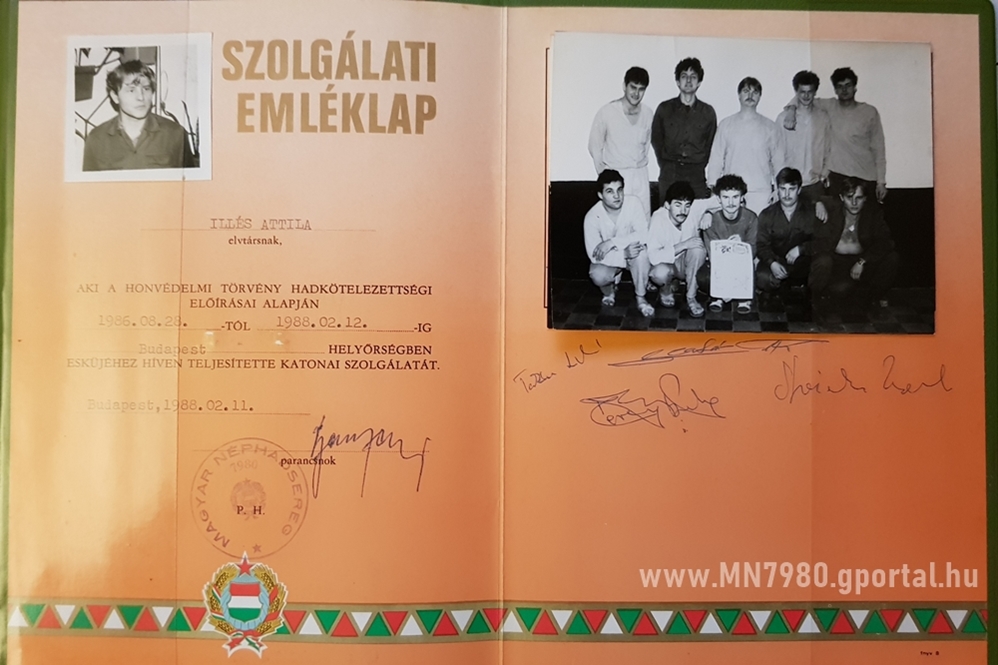 SZOLGÁLATI
EMLÉKLAP
ILLÉS ATTILA
elvtársnak,
AKI A HONVÉDELMI TÖRVÉNY HADKÖTELEZETTSÉGI
ELŐÍRÁSAI ALAPJÁN
1986.08.28. -TÓL 1988.02.12. -IG
Budapest HELYŐRSÉGBEN
ESKÜJÉHEZ HÍVEN TELJESÍTETTE KATONAI SZOLGÁLATÁT.
Budapest,1988.02.11.
parancsnok
MAGYAR NÉPHADSEREG
7980
P. H.
www.MN7980.gportal.hu